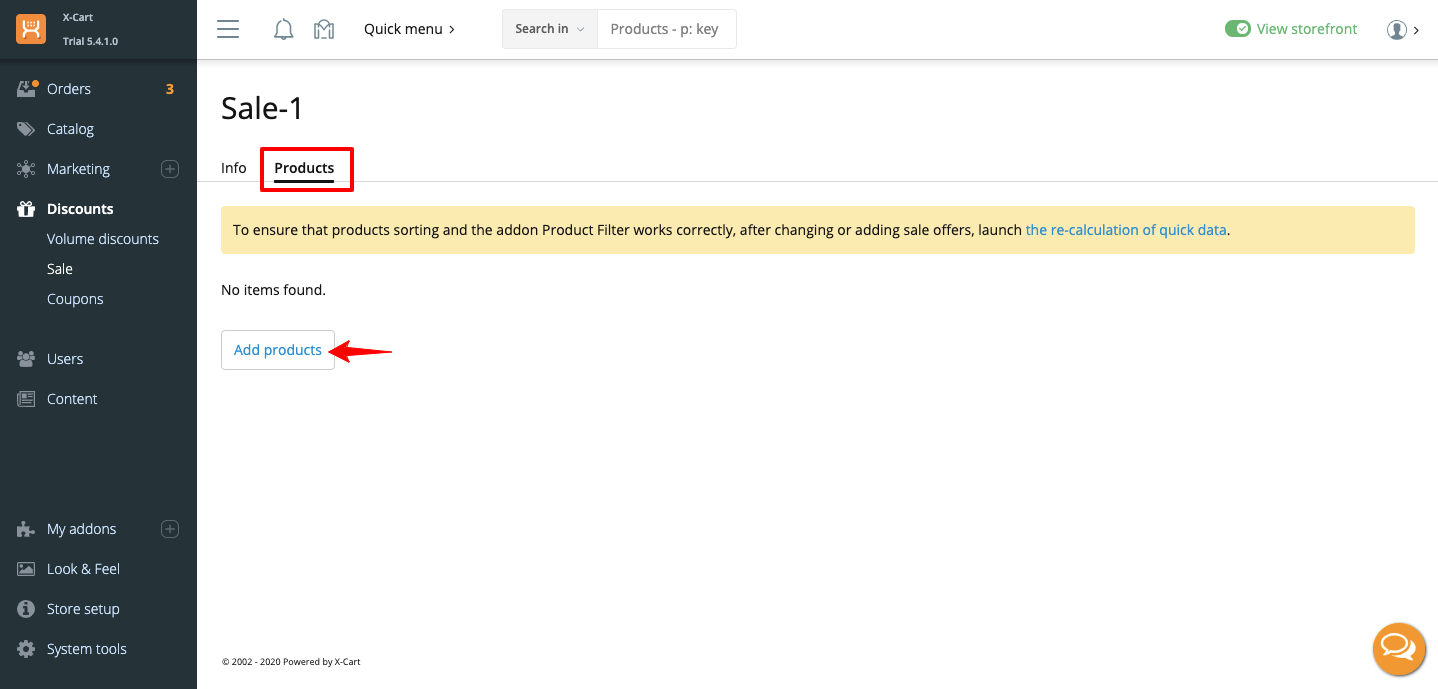 X-Cart
Trial 5.4.1.0
Quick menu
Search in
Products - p: key
View storefront
Orders
3
Catalog
Marketing
Discounts
Volume discounts
Sale
Coupons
Users
Content
My addons
Look & Feel
Store setup
System tools
Sale-1
Info
Products
To ensure that products sorting and the addon Product Filter works correctly, after changing or adding sale offers, launch the re-calculation of quick data.
No items found.
Add products
© 2002 - 2020 Powered by X-Cart